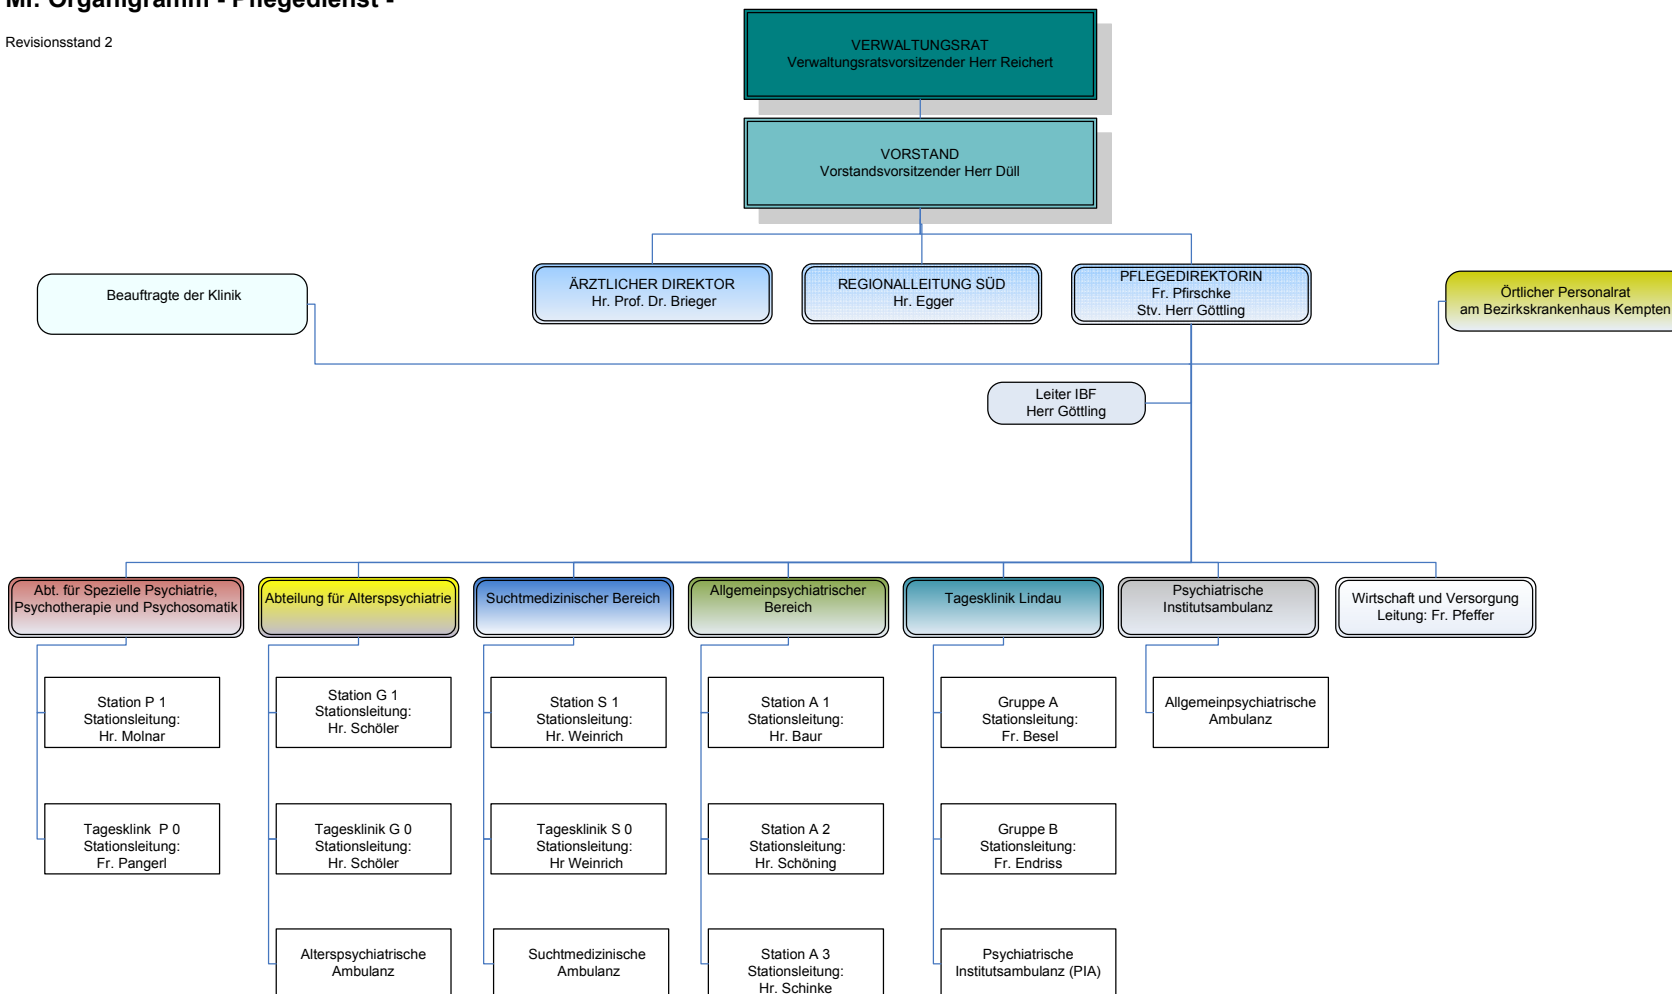 MI. Organigramm - Pflegedienst -
Revisionsstand 2
VERWALTUNGSRAT
Verwaltungsratsvorsitzender Herr Reichert
VORSTAND
Vorstandsvorsitzender Herr Düll
Beauftragte der Klinik
ÄRZTLICHER DIREKTOR
Hr. Prof. Dr. Brieger
REGIONALLEITUNG SÜD
Hr. Egger
PFLEGEDIREKTORIN
Fr. Pfirschke
Stv. Herr Göttling
Örtlicher Personalrat
am Bezirkskrankenhaus Kempten
Leiter IBF
Herr Göttling
Abt. für Spezielle Psychiatrie,
Psychotherapie und Psychosomatik
Abteilung für Alterspsychiatrie
Suchtmedizinischer Bereich
Allgemeinpsychiatrischer
Bereich
Tagesklinik Lindau
Psychiatrische
Institutsambulanz
Wirtschaft und Versorgung
Leitung: Fr. Pfeffer
Station P 1
Stationsleitung:
Hr. Molnar
Station G 1
Stationsleitung:
Hr. Schöler
Station S 1
Stationsleitung:
Hr. Weinrich
Station A 1
Stationsleitung:
Hr. Baur
Gruppe A
Stationsleitung:
Fr. Besel
Allgemeinpsychiatrische
Ambulanz
Tagesklink P 0
Stationsleitung:
Fr. Pangerl
Tagesklinik G 0
Stationsleitung:
Hr. Schöler
Tagesklinik S 0
Stationsleitung:
Hr Weinrich
Station A 2
Stationsleitung:
Hr. Schöning
Gruppe B
Stationsleitung:
Fr. Endriss
Alterspsychiatrische
Ambulanz
Suchtmedizinische
Ambulanz
Station A 3
Stationsleitung:
Hr. Schinke
Psychiatrische
Institutsambulanz (PIA)